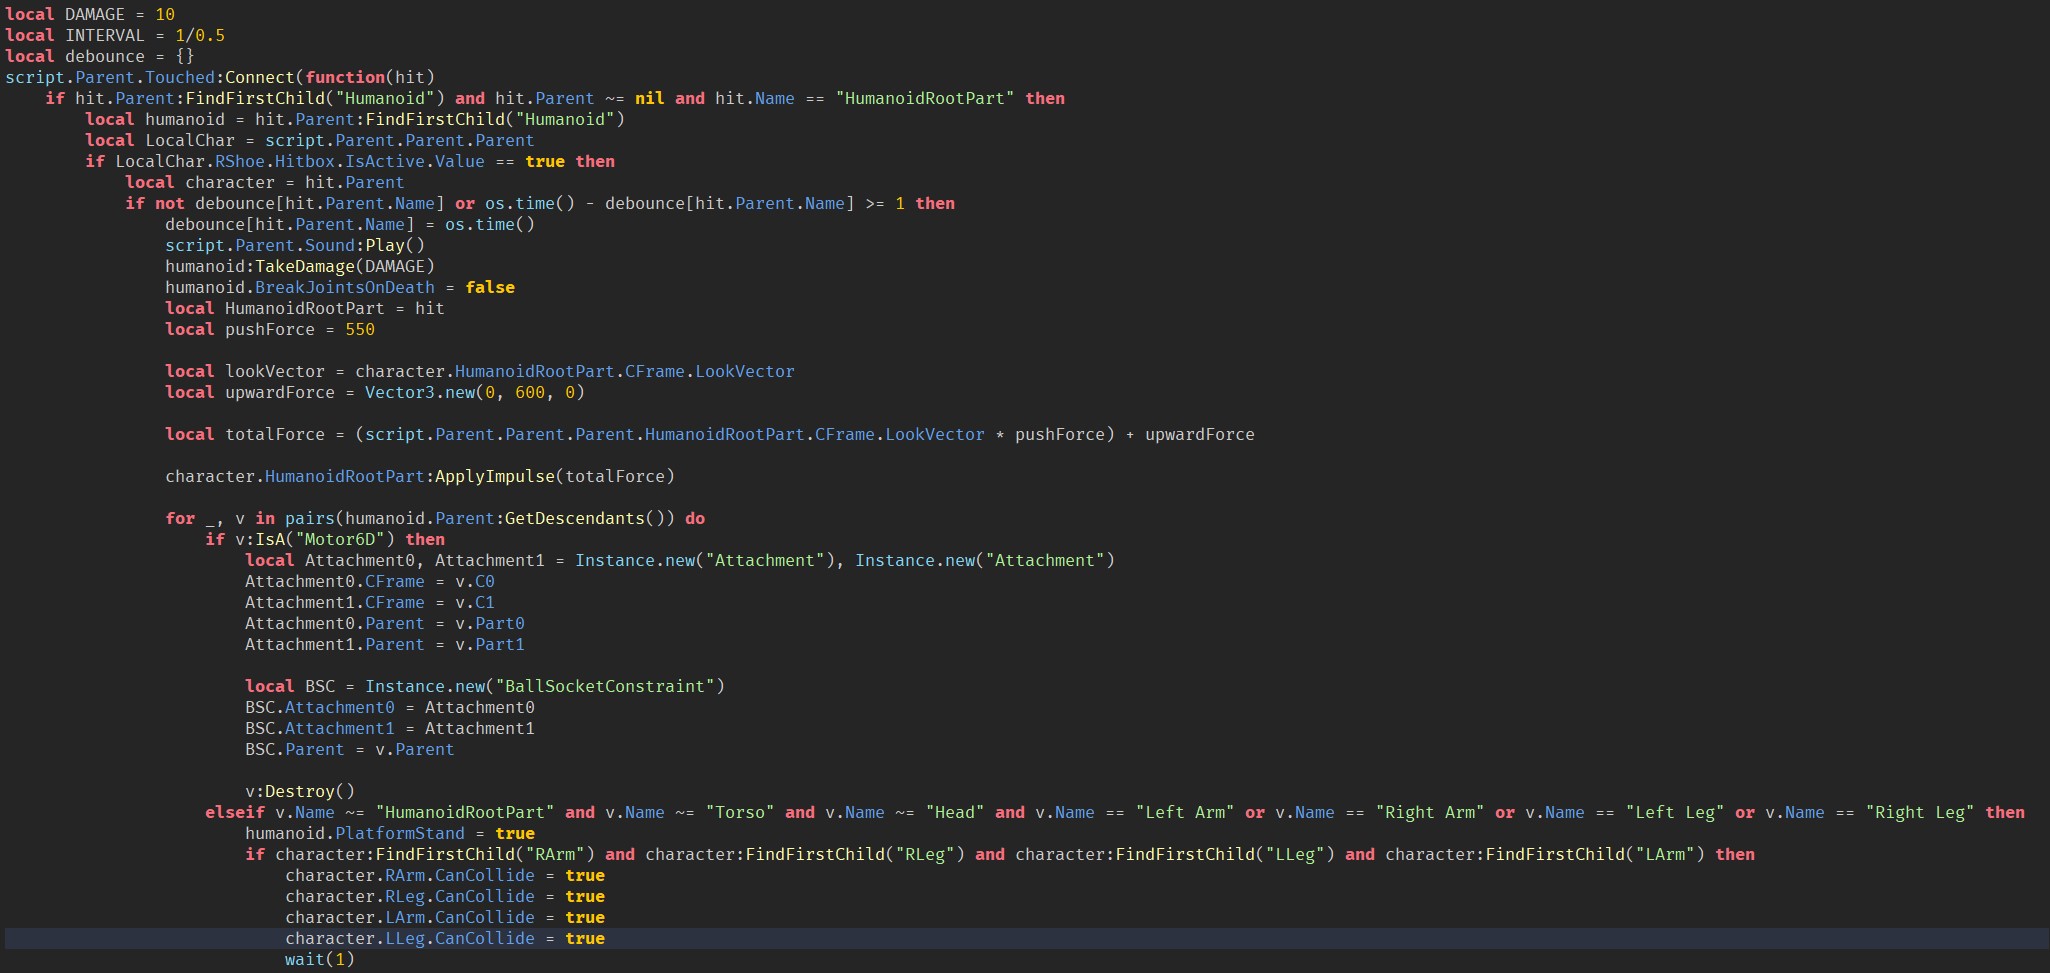 local DAMAGE = 10
local INTERVAL = 1/0.5
local debounce = {}
script.Parent.Touched:Connect(function(hit)
    if hit.Parent:FindFirstChild("Humanoid") and hit.Parent ~= nil and hit.Name == "HumanoidRootPart" then
        local humanoid = hit.Parent:FindFirstChild("Humanoid")
        local LocalChar = script.Parent.Parent.Parent
        if LocalChar.RShoe.Hitbox.IsActive.Value == true then
            local character = hit.Parent
            if not debounce[hit.Parent.Name] or os.time() - debounce[hit.Parent.Name] >= 1 then
                debounce[hit.Parent.Name] = os.time()
                script.Parent.Sound:Play()
                humanoid:TakeDamage(DAMAGE)
                humanoid.BreakJointsOnDeath = false
                local HumanoidRootPart = hit
                local pushForce = 550

                local lookVector = character.HumanoidRootPart.CFrame.LookVector
                local upwardForce = Vector3.new(0, 600, 0)

                local totalForce = (script.Parent.Parent.Parent.HumanoidRootPart.CFrame.LookVector * pushForce) + upwardForce

                character.HumanoidRootPart:ApplyImpulse(totalForce)

                for _, v in pairs(humanoid.Parent:GetDescendants()) do
                    if v:IsA("Motor6D") then
                        local Attachment0, Attachment1 = Instance.new("Attachment"), Instance.new("Attachment")
                        Attachment0.CFrame = v.C0
                        Attachment1.CFrame = v.C1
                        Attachment0.Parent = v.Part0
                        Attachment1.Parent = v.Part1

                        local BSC = Instance.new("BallSocketConstraint")
                        BSC.Attachment0 = Attachment0
                        BSC.Attachment1 = Attachment1
                        BSC.Parent = v.Parent

                        v:Destroy()
                    elseif v.Name ~= "HumanoidRootPart" and v.Name ~= "Torso" and v.Name ~= "Head" and v.Name == "Left Arm" or v.Name == "Right Arm" or v.Name == "Left Leg" or v.Name == "Right Leg" then
                        humanoid.PlatformStand = true
                        if character:FindFirstChild("RArm") and character:FindFirstChild("RLeg") and character:FindFirstChild("LLeg") and character:FindFirstChild("LArm") then
                            character.RArm.CanCollide = true
                            character.RLeg.CanCollide = true
                            character.LArm.CanCollide = true
                            character.LLeg.CanCollide = true
                            wait(1)